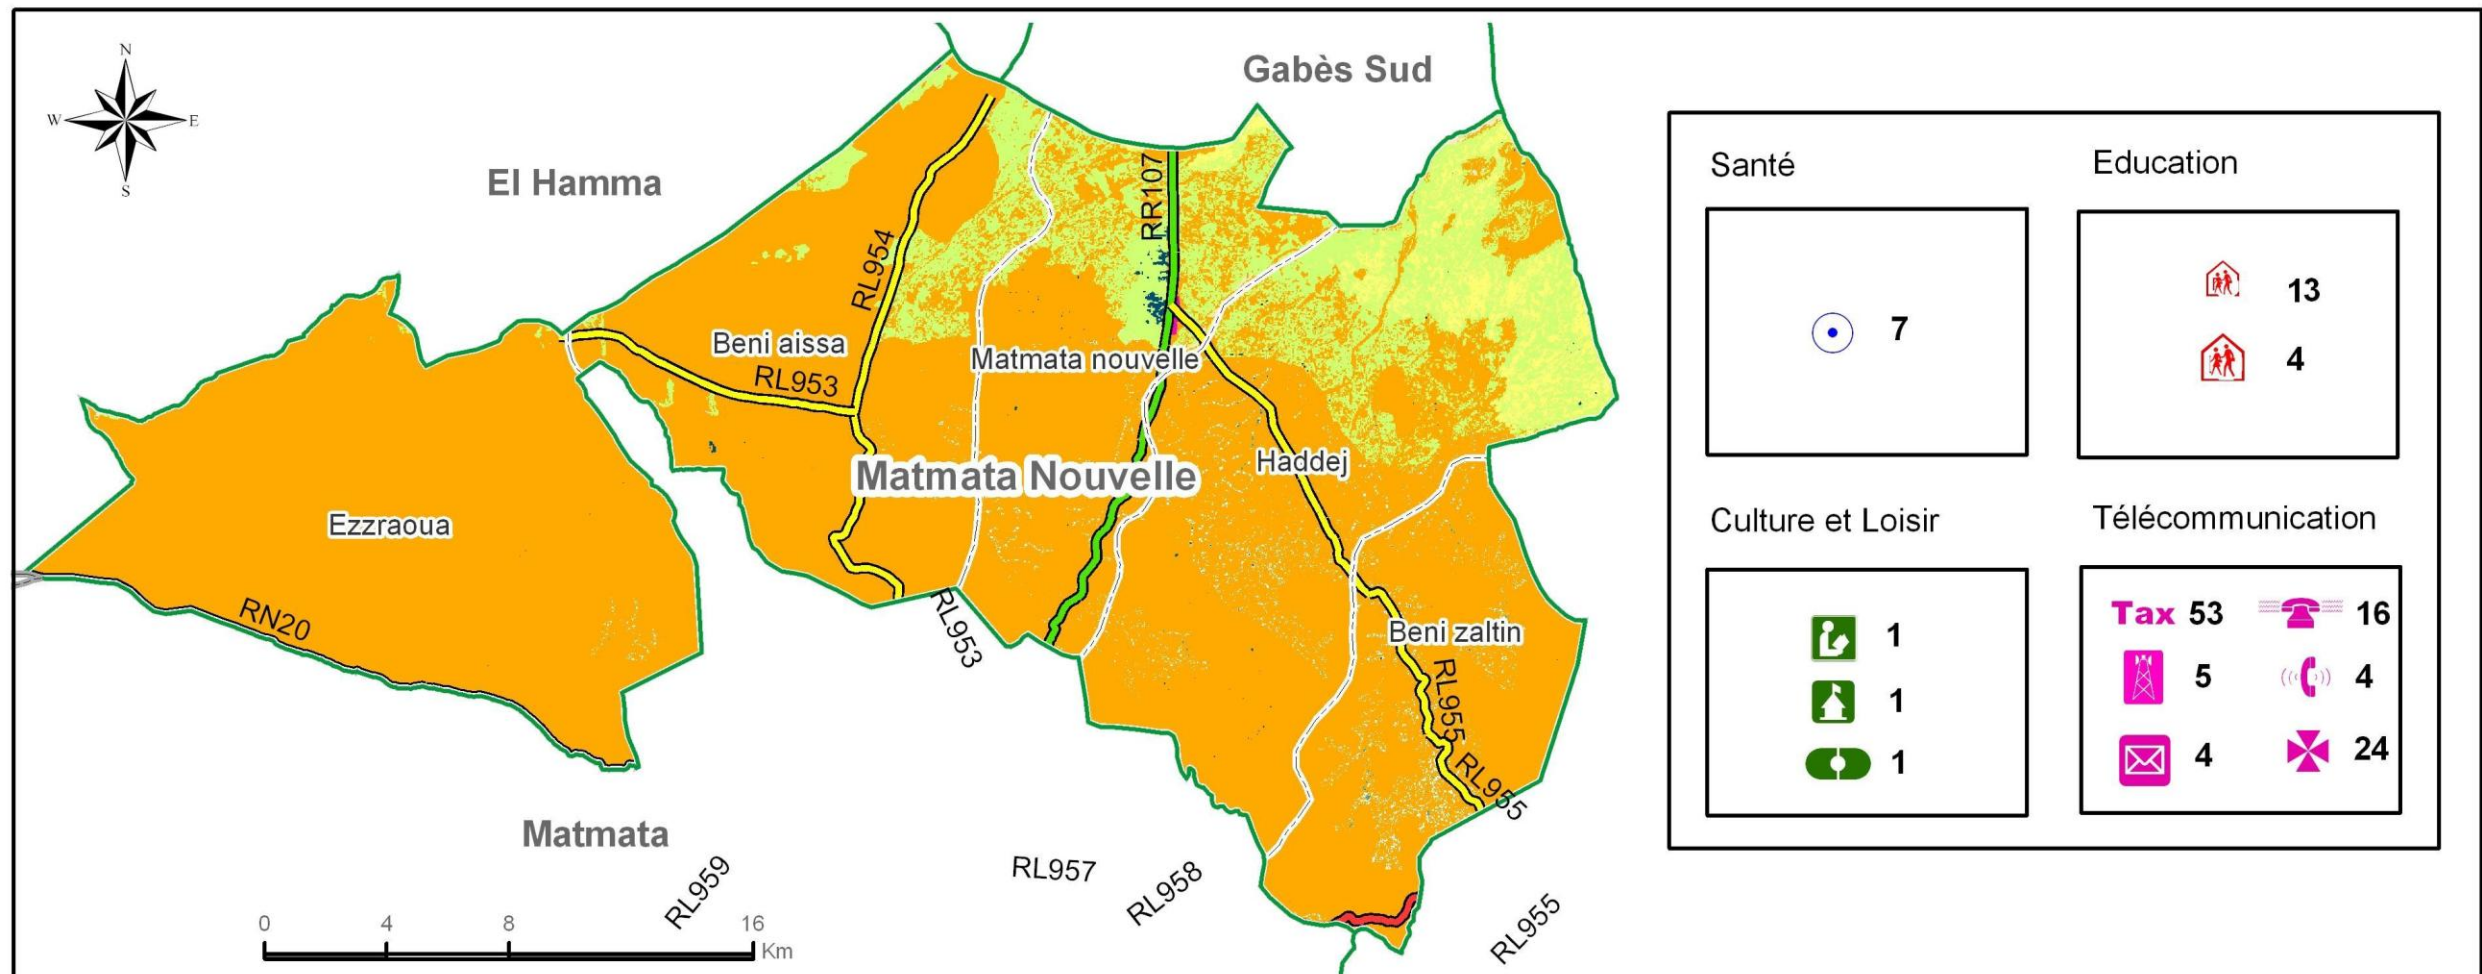 N
W
E
S
Gabès Sud
El Hamma
RR107
RL954
Beni aissa
Matmata nouvelle
RL953
Haddej
Matmata Nouvelle
Ezzraoua
RN20
RL953
Beni zaltin
RL955
RL955
Matmata
RL959
RL957
RL958
RL955
0 4 8 16
Km
Santé
7
Education
13
4
Culture et Loisir
1
1
1
Télécommunication
Tax 53
16
5
4
4
24